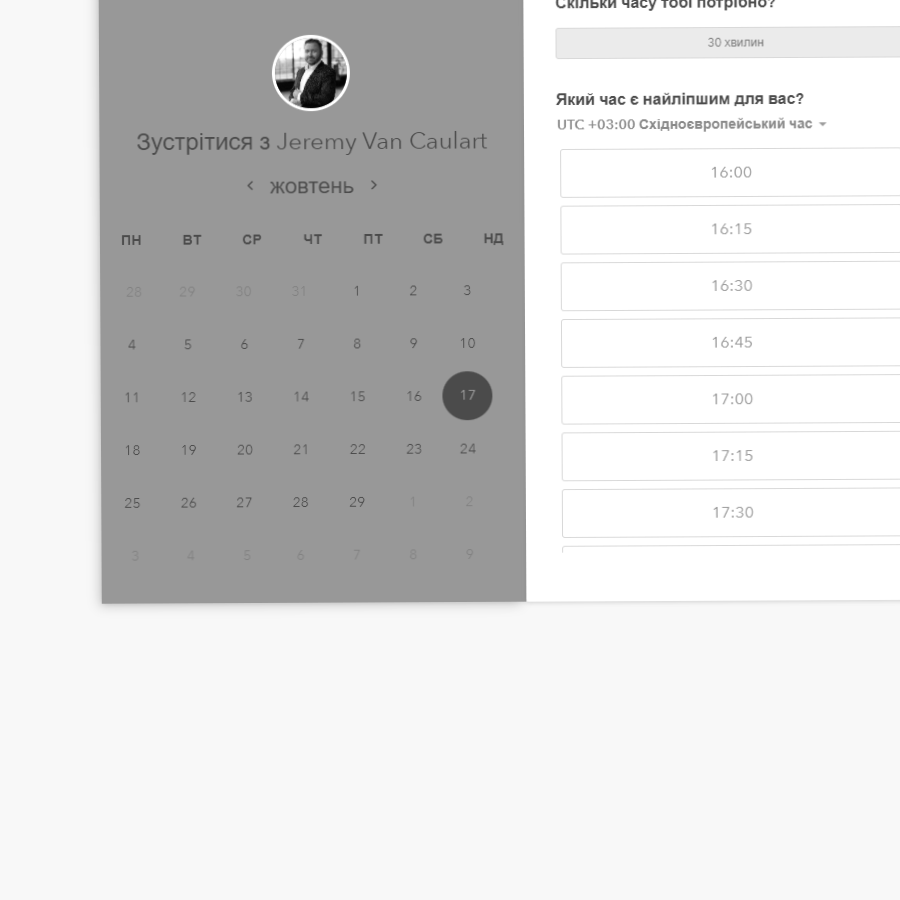 Зустрітися з Jeremy Van Caulart
‹ жовтень ›
ПН ВТ СР ЧТ ПТ СБ НД
28 29 30 31 1 2 3
4 5 6 7 8 9 10
11 12 13 14 15 16 17
18 19 20 21 22 23 24
25 26 27 28 29 1 2
3 4 5 6 7 8 9
Скільки часу тобі потрібно?
30 хвилин
Який час є найліпшим для вас?
UTC +03:00 Східноєвропейський час
16:00
16:15
16:30
16:45
17:00
17:15
17:30